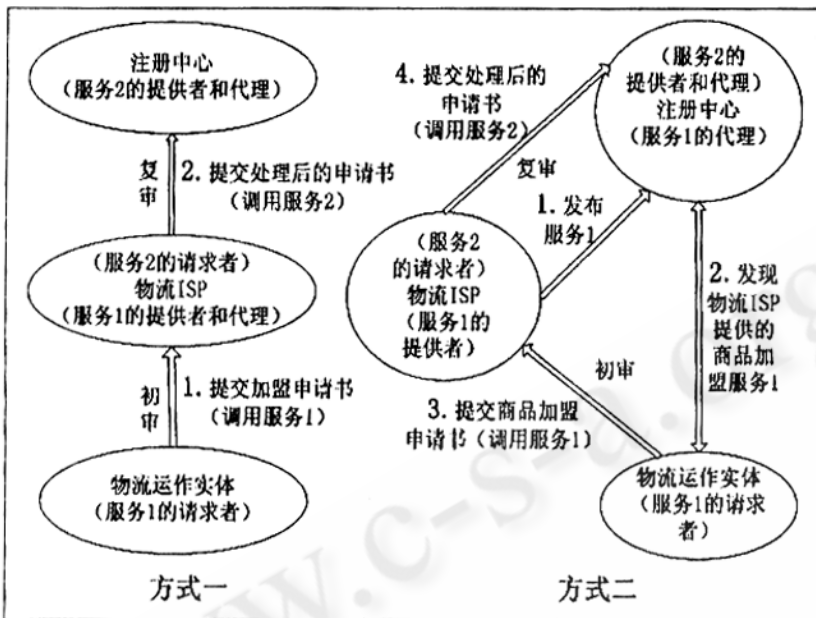 注册中心
(服务2的提供者和代理)
复审
2.提交处理后的申请书
(调用服务2)
(服务2的请求者)
物流ISP
(服务1的提供者和代理)
初审
1.提交加盟申请书
(调用服务1)
物流运作实体
(服务1的请求者)
方式一
4.提交处理后的
申请书
(调用服务2)
(服务2的
提供者和代理)
注册中心
(服务1的代理)
复审
1.发布
服务1
(服务2
的请求者)
物流ISP
(服务1的
提供者)
2.发现
物流ISP
提供的
商品加
盟服务1
初审
3.提交商品加盟
申请书(调用服务1)
物流运作实体
(服务1的请求
者)
方式二
www.c-s-a.org